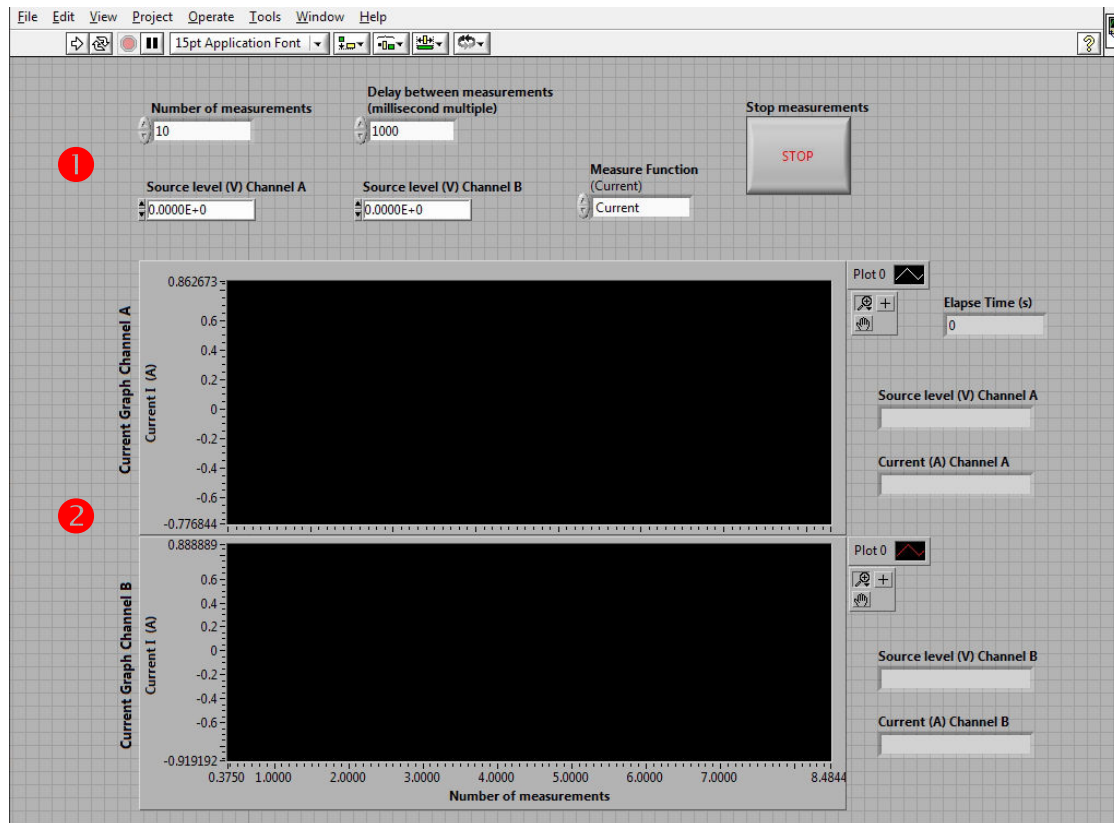 File Edit View Project Operate Tools Window Help
15pt Application Font
?
Number of measurements
10
Delay between measurements
(millisecond multiple)
1000
Stop measurements
STOP
1
Source level (V) Channel A
0.0000E+0
Source level (V) Channel B
0.0000E+0
Measure Function
(Current)
Current
Current Graph Channel A
Current I (A)
0.862673
0.6
0.4
0.2
0
-0.2
-0.4
-0.6
-0.776844
Plot 0
Elapse Time (s)
0
Source level (V) Channel A
Current (A) Channel A
2
Current Graph Channel B
Current I (A)
0.888889
0.6
0.4
0.2
0
-0.2
-0.4
-0.6
-0.919192
0.3750 1.0000 2.0000 3.0000 4.0000 5.0000 6.0000 7.0000 8.4844
Number of measurements
Plot 0
Source level (V) Channel B
Current (A) Channel B